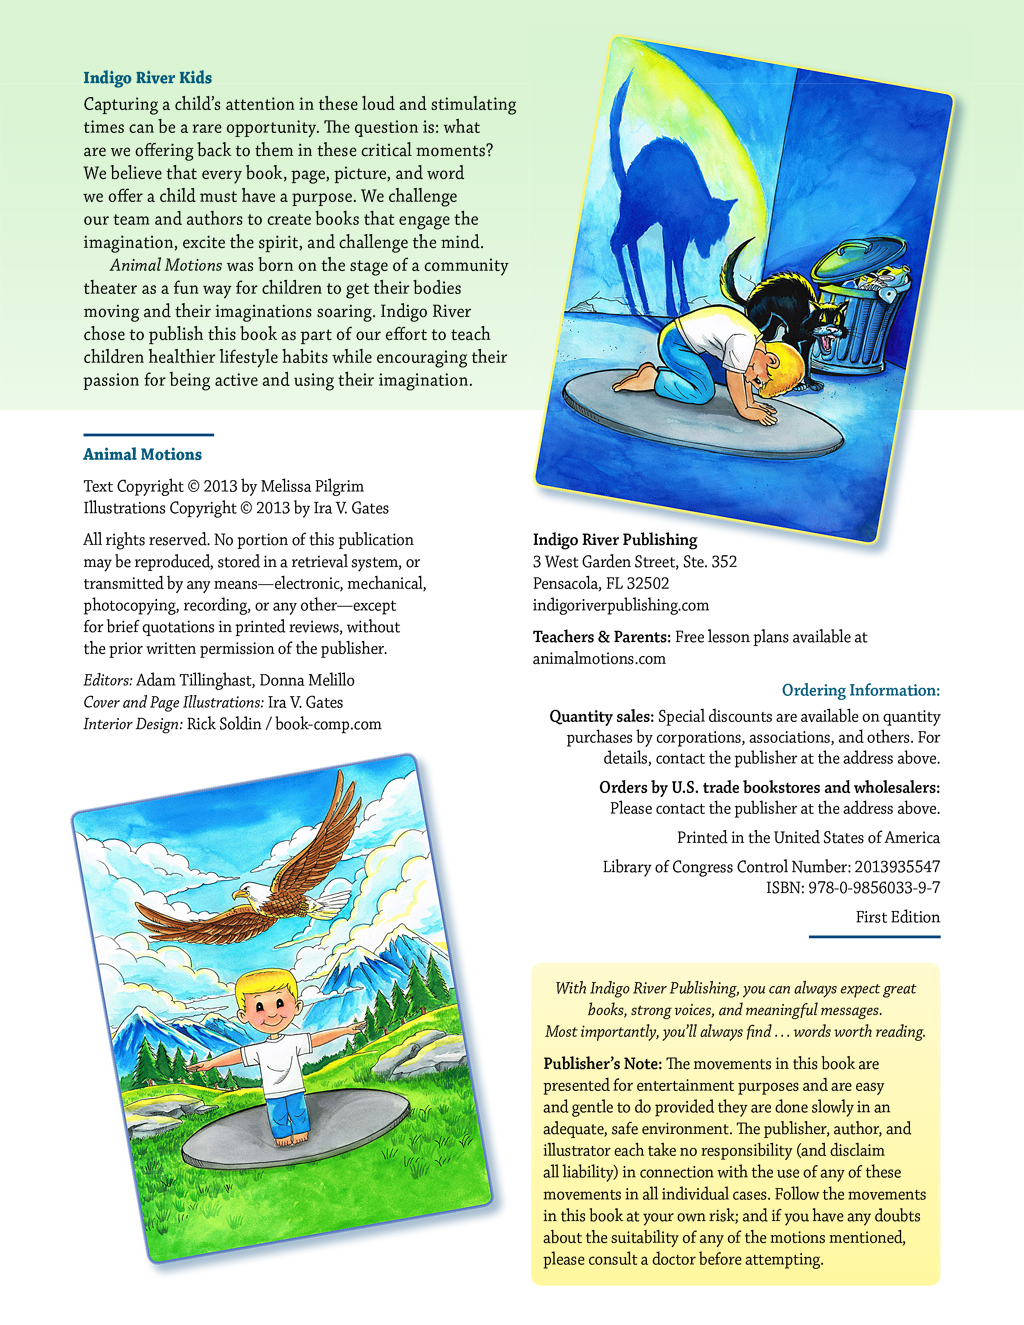 Indigo River Kids
Capturing a child's attention in these loud and stimulating
times can be a rare opportunity. The question is: what
are we offering back to them in these critical moments?
We believe that every book, page, picture, and word
we offer a child must have a purpose. We challenge
our team and authors to create books that engage the
imagination, excite the spirit, and challenge the mind.
Animal Motions was born on the stage of a community
theater as a fun way for children to get their bodies
moving and their imaginations soaring. Indigo River
chose to publish this book as part of our effort to teach
children healthier lifestyle habits while encouraging their
passion for being active and using their imagination.
Animal Motions
Text Copyright © 2013 by Melissa Pilgrim
Illustrations Copyright © 2013 by Ira V. Gates
All rights reserved. No portion of this publication
may be reproduced, stored in a retrieval system, or
transmitted by any means—electronic, mechanical,
photocopying, recording, or any other—except
for brief quotations in printed reviews, without
the prior written permission of the publisher.
Editors: Adam Tillinghast, Donna Melillo
Cover and Page Illustrations: Ira V. Gates
Interior Design: Rick Soldin / book-comp.com
Indigo River Publishing
3 West Garden Street, Ste. 352
Pensacola, FL 32502
indigoriverpublishing.com
Teachers & Parents: Free lesson plans available at
animalmotions.com
Ordering Information:
Quantity sales: Special discounts are available on quantity
purchases by corporations, associations, and others. For
details, contact the publisher at the address above.
Orders by U.S. trade bookstores and wholesalers:
Please contact the publisher at the address above.
Printed in the United States of America
Library of Congress Control Number: 2013935547
ISBN: 978-0-9856033-9-7
First Edition
With Indigo River Publishing, you can always expect great
books, strong voices, and meaningful messages.
Most importantly, you'll always find . . . words worth reading.
Publisher's Note: The movements in this book are
presented for entertainment purposes and are easy
and gentle to do provided they are done slowly in an
adequate, safe environment. The publisher, author, and
illustrator each take no responsibility (and disclaim
all liability) in connection with the use of any of these
movements in all individual cases. Follow the movements
in this book at your own risk; and if you have any doubts
about the suitability of any of the motions mentioned,
please consult a doctor before attempting.